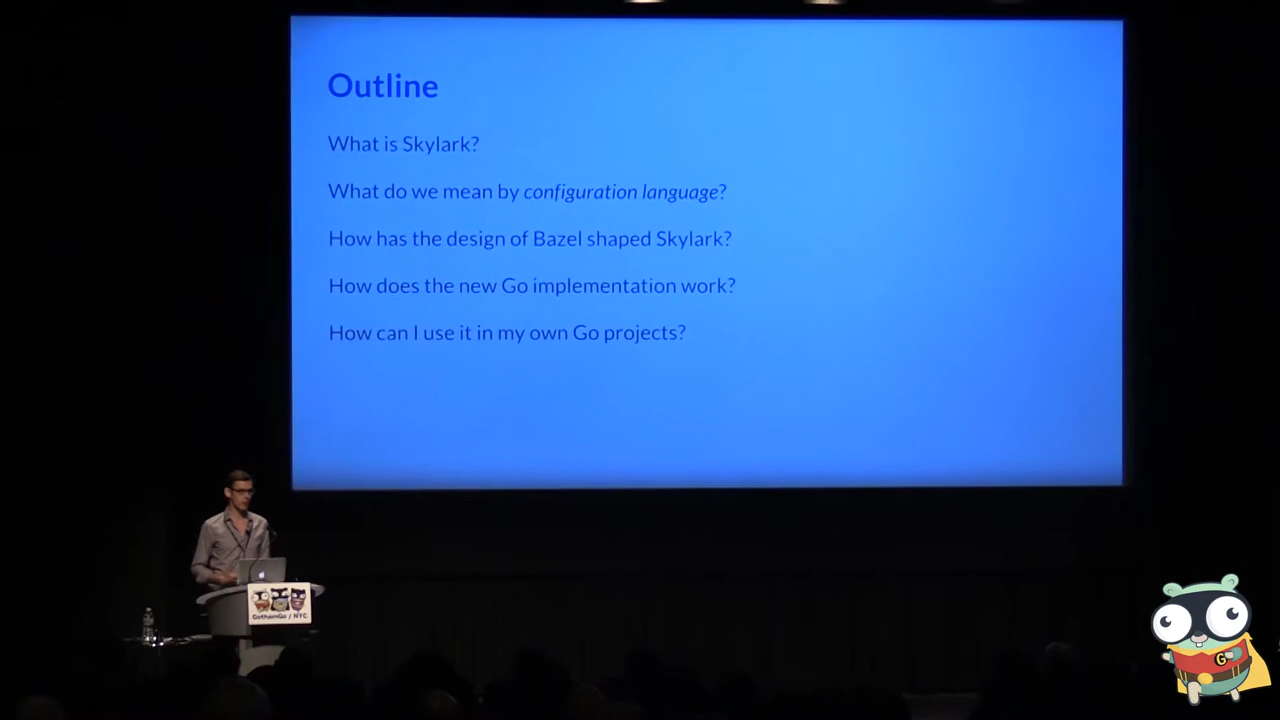 Outline
What is Skylark?
What do we mean by configuration language?
How has the design of Bazel shaped Skylark?
How does the new Go implementation work?
How can I use it in my own Go projects?
GothamGo / NYC
G